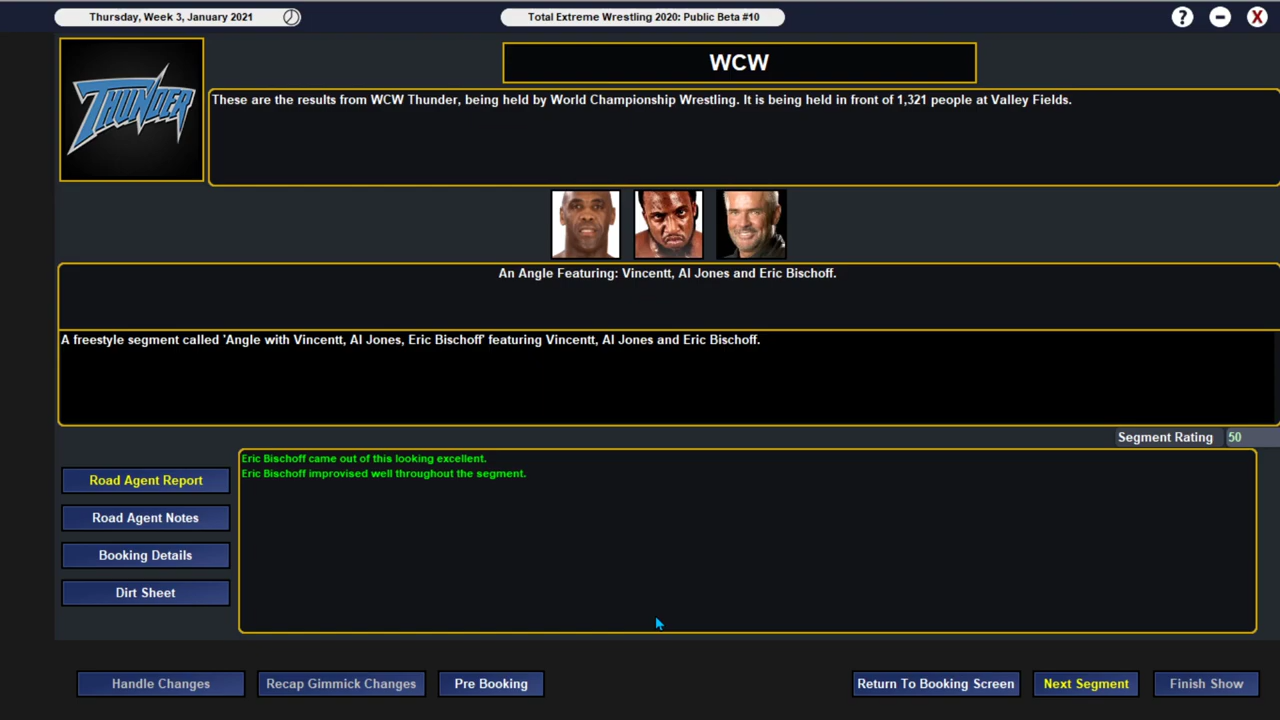 Thursday, Week 3, January 2021
Total Extreme Wrestling 2020: Public Beta #10
?
X
THUNDER
WCW
These are the results from WCW Thunder, being held by World Championship Wrestling. It is being held in front of 1,321 people at Valley Fields.
An Angle Featuring: Vincentt, Al Jones and Eric Bischoff.
A freestyle segment called 'Angle with Vincentt, Al Jones, Eric Bischoff' featuring Vincentt, Al Jones and Eric Bischoff.
Segment Rating 50
Eric Bischoff came out of this looking excellent.
Eric Bischoff improvised well throughout the segment.
Road Agent Report
Road Agent Notes
Booking Details
Dirt Sheet
Handle Changes Recap Gimmick Changes Pre Booking Return To Booking Screen Next Segment Finish Show